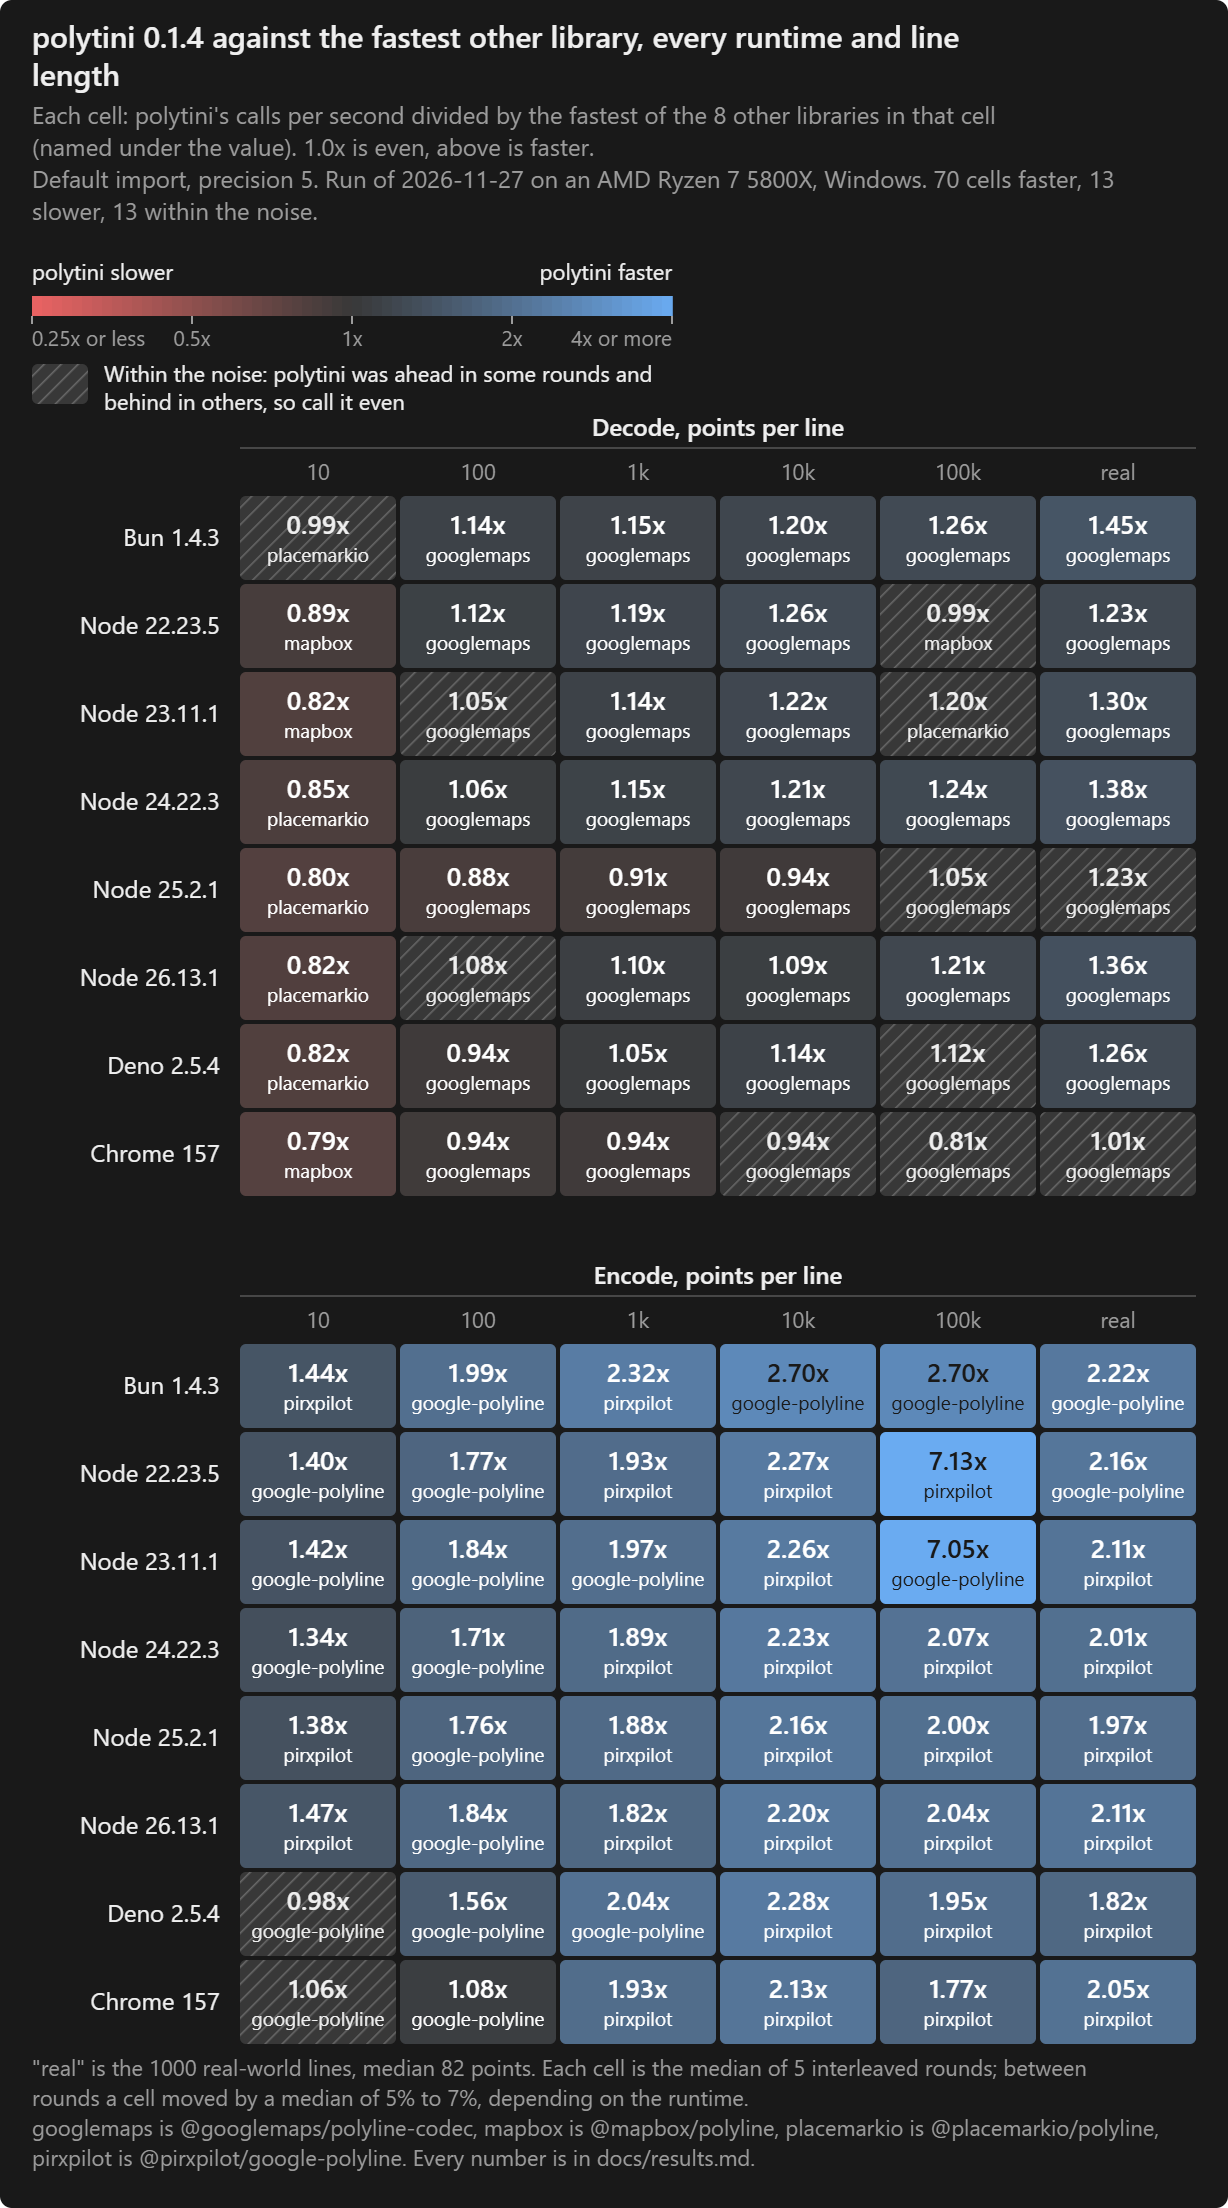 polytini 0.1.4 against the fastest other library, every runtime and line
length
Each cell: polytini's calls per second divided by the fastest of the 8 other libraries in that cell
(named under the value). 1.0x is even, above is faster.
Default import, precision 5. Run of 2026-11-27 on an AMD Ryzen 7 5800X, Windows. 70 cells faster, 13
slower, 13 within the noise.
polytini slower polytini faster
0.25x or less 0.5x 1x 2x 4x or more
Within the noise: polytini was ahead in some rounds and
behind in others, so call it even
Decode, points per line
10 100 1k 10k 100k real
Bun 1.4.3
0.99x 1.14x 1.15x 1.20x 1.26x 1.45x
placemarkio googlemaps googlemaps googlemaps googlemaps googlemaps
Node 22.23.5
0.89x 1.12x 1.19x 1.26x 0.99x 1.23x
mapbox googlemaps googlemaps googlemaps mapbox googlemaps
Node 23.11.1
0.82x 1.05x 1.14x 1.22x 1.20x 1.30x
mapbox googlemaps googlemaps googlemaps placemarkio googlemaps
Node 24.22.3
0.85x 1.06x 1.15x 1.21x 1.24x 1.38x
placemarkio googlemaps googlemaps googlemaps googlemaps googlemaps
Node 25.2.1
0.80x 0.88x 0.91x 0.94x 1.05x 1.23x
placemarkio googlemaps googlemaps googlemaps googlemaps googlemaps
Node 26.13.1
0.82x 1.08x 1.10x 1.09x 1.21x 1.36x
placemarkio googlemaps googlemaps googlemaps googlemaps googlemaps
Deno 2.5.4
0.82x 0.94x 1.05x 1.14x 1.12x 1.26x
placemarkio googlemaps googlemaps googlemaps googlemaps googlemaps
Chrome 157
0.79x 0.94x 0.94x 0.94x 0.81x 1.01x
mapbox googlemaps googlemaps googlemaps googlemaps googlemaps
Encode, points per line
10 100 1k 10k 100k real
Bun 1.4.3
1.44x 1.99x 2.32x 2.70x 2.70x 2.22x
pirxpilot google-polyline pirxpilot google-polyline google-polyline google-polyline
Node 22.23.5
1.40x 1.77x 1.93x 2.27x 7.13x 2.16x
google-polyline google-polyline pirxpilot pirxpilot pirxpilot google-polyline
Node 23.11.1
1.42x 1.84x 1.97x 2.26x 7.05x 2.11x
google-polyline google-polyline google-polyline pirxpilot google-polyline pirxpilot
Node 24.22.3
1.34x 1.71x 1.89x 2.23x 2.07x 2.01x
google-polyline google-polyline pirxpilot pirxpilot pirxpilot pirxpilot
Node 25.2.1
1.38x 1.76x 1.88x 2.16x 2.00x 1.97x
pirxpilot google-polyline pirxpilot pirxpilot pirxpilot pirxpilot
Node 26.13.1
1.47x 1.84x 1.82x 2.20x 2.04x 2.11x
pirxpilot google-polyline pirxpilot pirxpilot pirxpilot pirxpilot
Deno 2.5.4
0.98x 1.56x 2.04x 2.28x 1.95x 1.82x
google-polyline google-polyline google-polyline pirxpilot pirxpilot pirxpilot
Chrome 157
1.06x 1.08x 1.93x 2.13x 1.77x 2.05x
google-polyline google-polyline pirxpilot pirxpilot pirxpilot pirxpilot
"real" is the 1000 real-world lines, median 82 points. Each cell is the median of 5 interleaved rounds; between
rounds a cell moved by a median of 5% to 7%, depending on the runtime.
googlemaps is @googlemaps/polyline-codec, mapbox is @mapbox/polyline, placemarkio is @placemarkio/polyline,
pirxpilot is @pirxpilot/google-polyline. Every number is in docs/results.md.